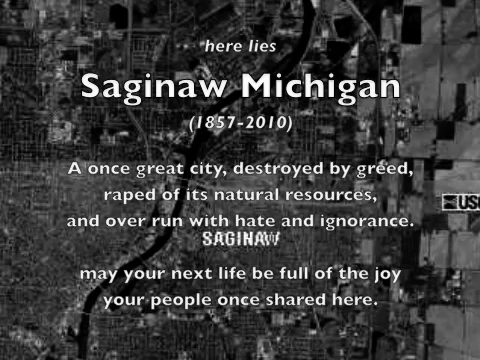 here lies
Saginaw Michigan
(1857-2010)
A once great city, destroyed by greed,
raped of its natural resources,
and over run with hate and ignorance.
SAGINAW
USG
may your next life be full of the joy
your people once shared here.